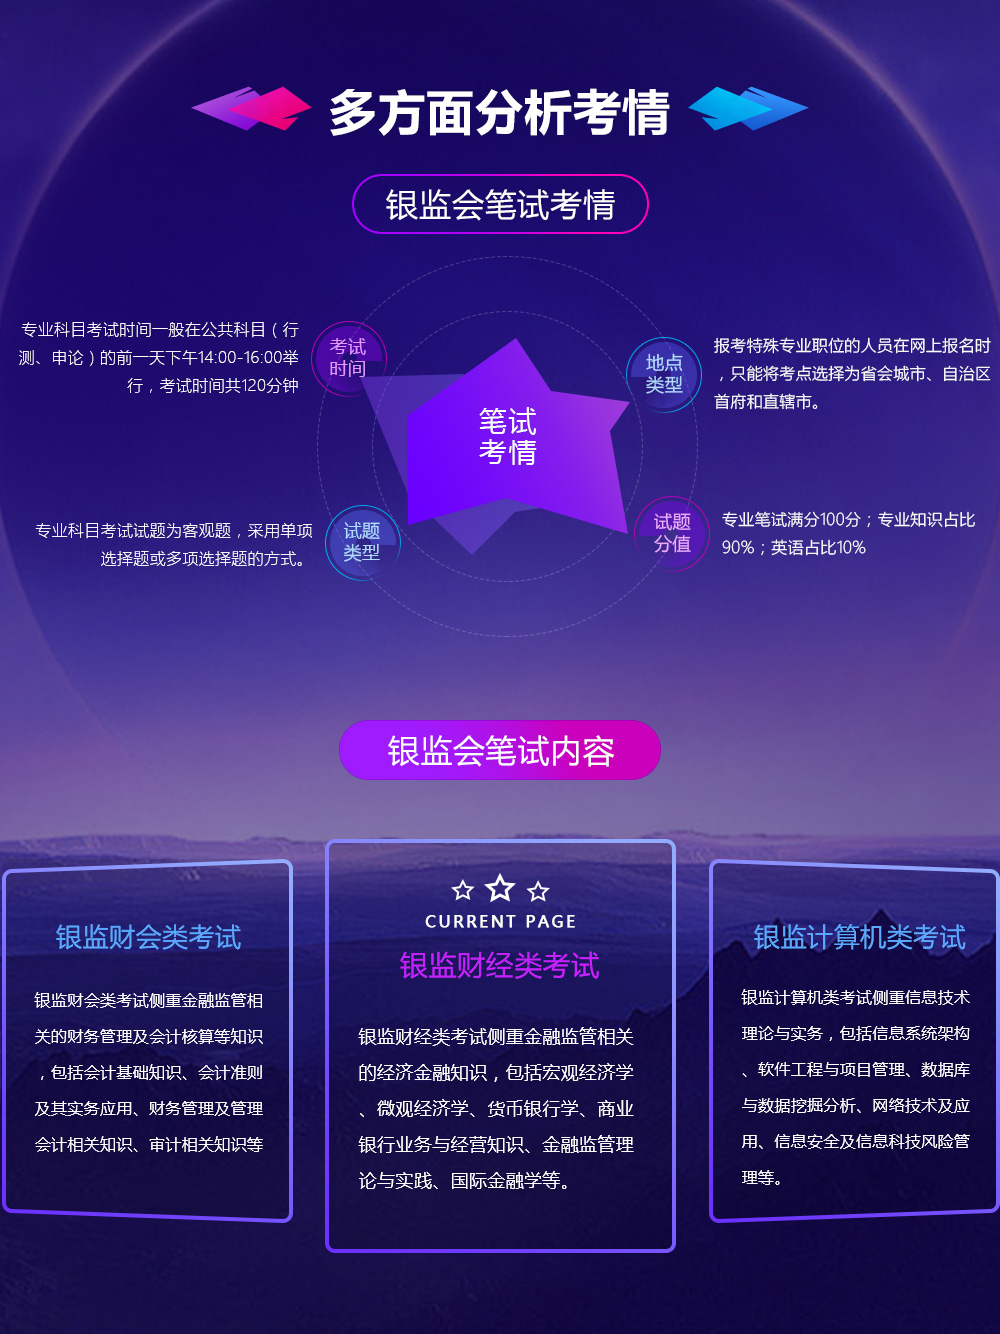 多方面分析考情
银监会笔试考情
专业科目考试时间一般在公共科目（行
测、申论）的前一天下午14:00-16:00举
行，考试时间共120分钟
考试
时间
地点
类型
报考特殊专业职位的人员在网上报名时
，只能将考点选择为省会城市、自治区
首府和直辖市。
笔试
考情
专业科目考试试题为客观题，采用单项
选择题或多项选择题的方式。
试题
类型
试题
分值
专业笔试满分100分；专业知识占比
90%；英语占比10%
银监会笔试内容
银监财会类考试
银监财会类考试侧重金融监管相
关的财务管理及会计核算等知识
，包括会计基础知识、会计准则
及其实务应用、财务管理及管理
会计相关知识、审计相关知识等
CURRENT PAGE
银监财经类考试
银监财经类考试侧重金融监管相关
的经济金融知识，包括宏观经济学
、微观经济学、货币银行学、商业
银行业务与经营知识、金融监管理
论与实践、国际金融学等。
银监计算机类考试
银监计算机类考试侧重信息技术
理论与实务，包括信息系统架构
、软件工程与项目管理、数据库
与数据挖掘分析、网络技术及应
用、信息安全及信息科技风险管
理等。